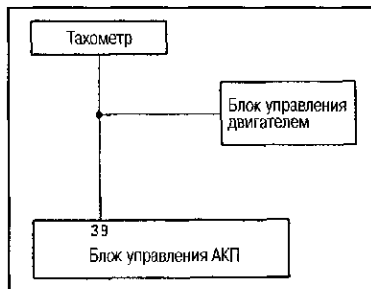 Тахометр
Блок управления
двигателем
39
Блок управления АКП